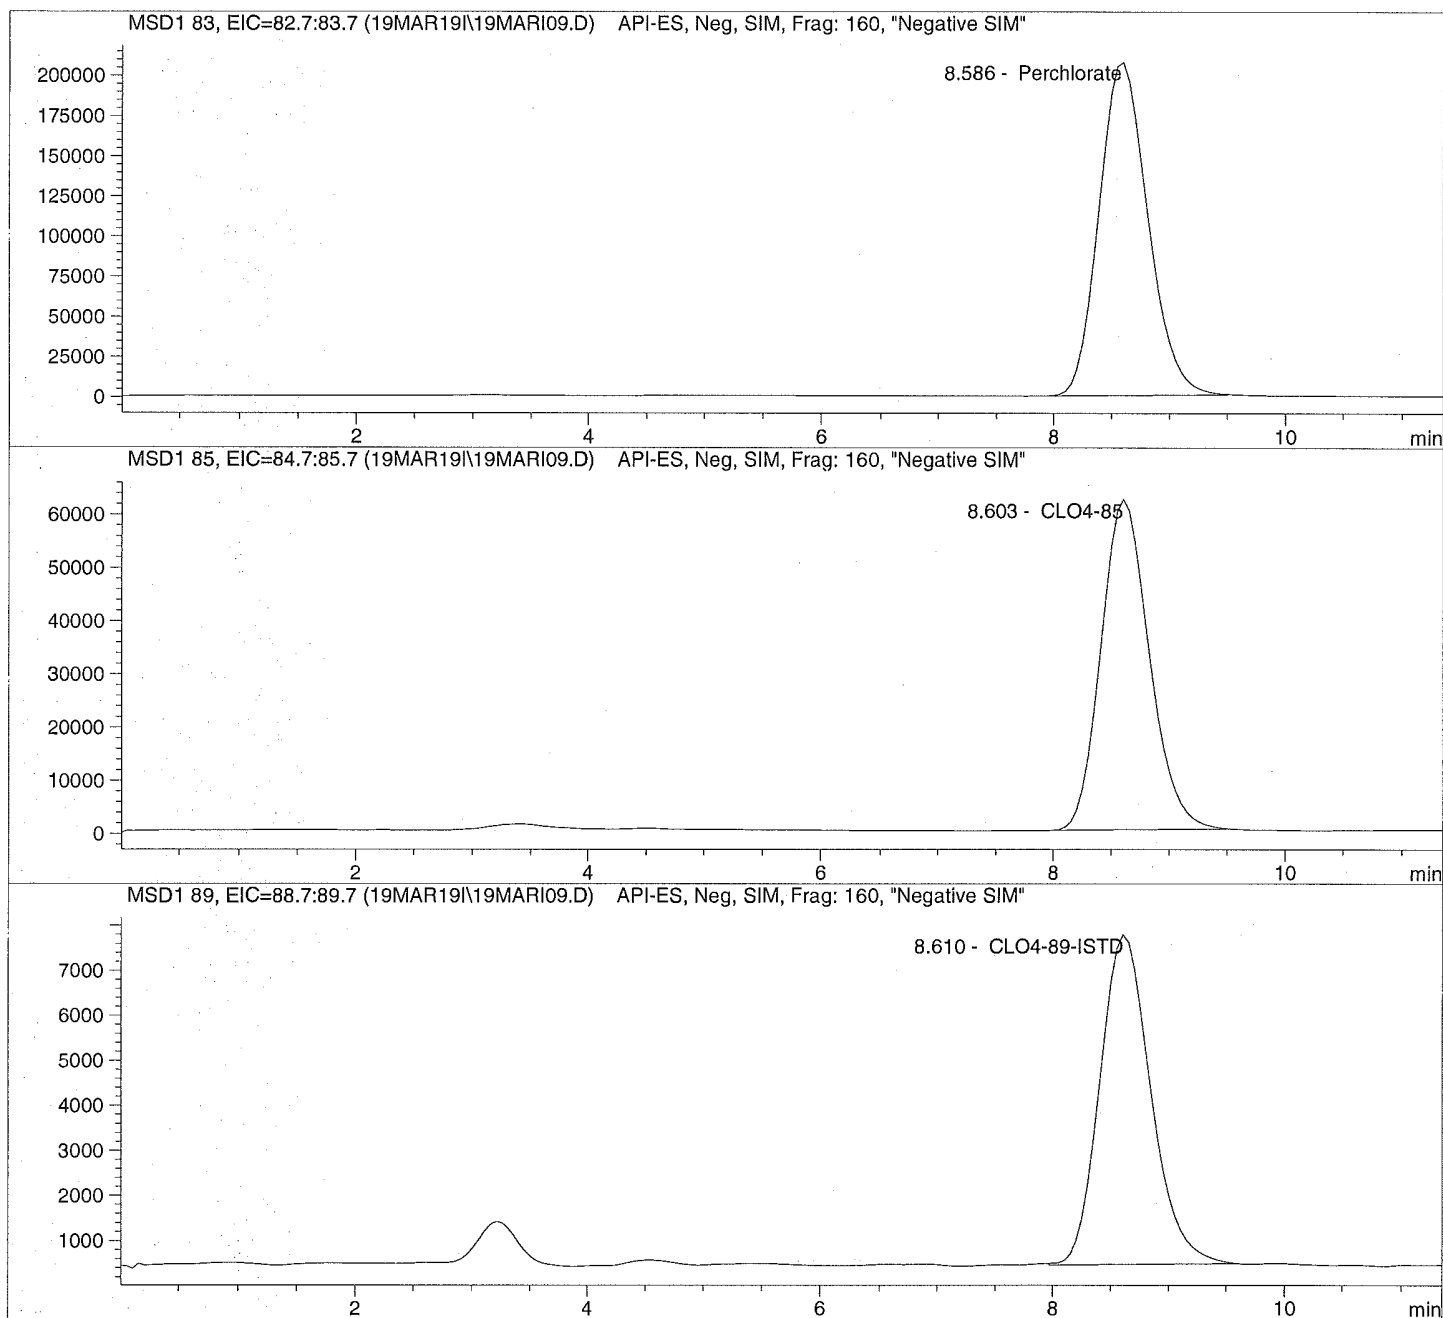 MSD1 83, EIC=82.7:83.7 (19MAR19I\19MARI09.D) API-ES, Neg, SIM, Frag: 160, "Negative SIM"
8.586 - Perchlorate
200000
175000
150000
125000
100000
75000
50000
25000
0
2 4 6 8 10 min
MSD1 85, EIC=84.7:85.7 (19MAR19I\19MARI09.D) API-ES, Neg, SIM, Frag: 160, "Negative SIM"
8.603 - CLO4-85
60000
50000
40000
30000
20000
10000
0
2 4 6 8 10 min
MSD1 89, EIC=88.7:89.7 (19MAR19I\19MARI09.D) API-ES, Neg, SIM, Frag: 160, "Negative SIM"
8.610 - CLO4-89-ISTD
7000
6000
5000
4000
3000
2000
1000
2 4 6 8 10 min